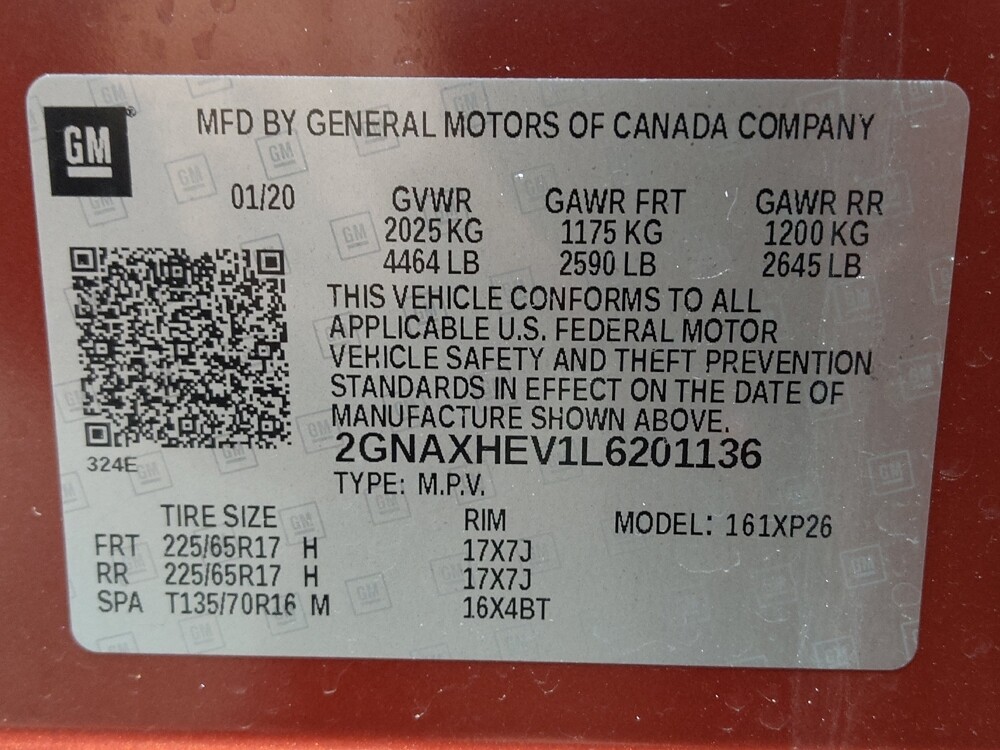 GM
MFD BY GENERAL MOTORS OF CANADA COMPANY
01/20 GVWR GAWR FRT GAWR RR
2025 KG 1175 KG 1200 KG
4464 LB 2590 LB 2645 LB
THIS VEHICLE CONFORMS TO ALL
APPLICABLE U.S. FEDERAL MOTOR
VEHICLE SAFETY AND THEFT PREVENTION
STANDARDS IN EFFECT ON THE DATE OF
MANUFACTURE SHOWN ABOVE.
2GNAXHEV1L6201136
324E
TYPE: M.P.V.
TIRE SIZE RIM MODEL: 161XP26
FRT 225/65R17 H 17X7J
RR 225/65R17 H 17X7J
SPA T135/70R16 M 16X4BT